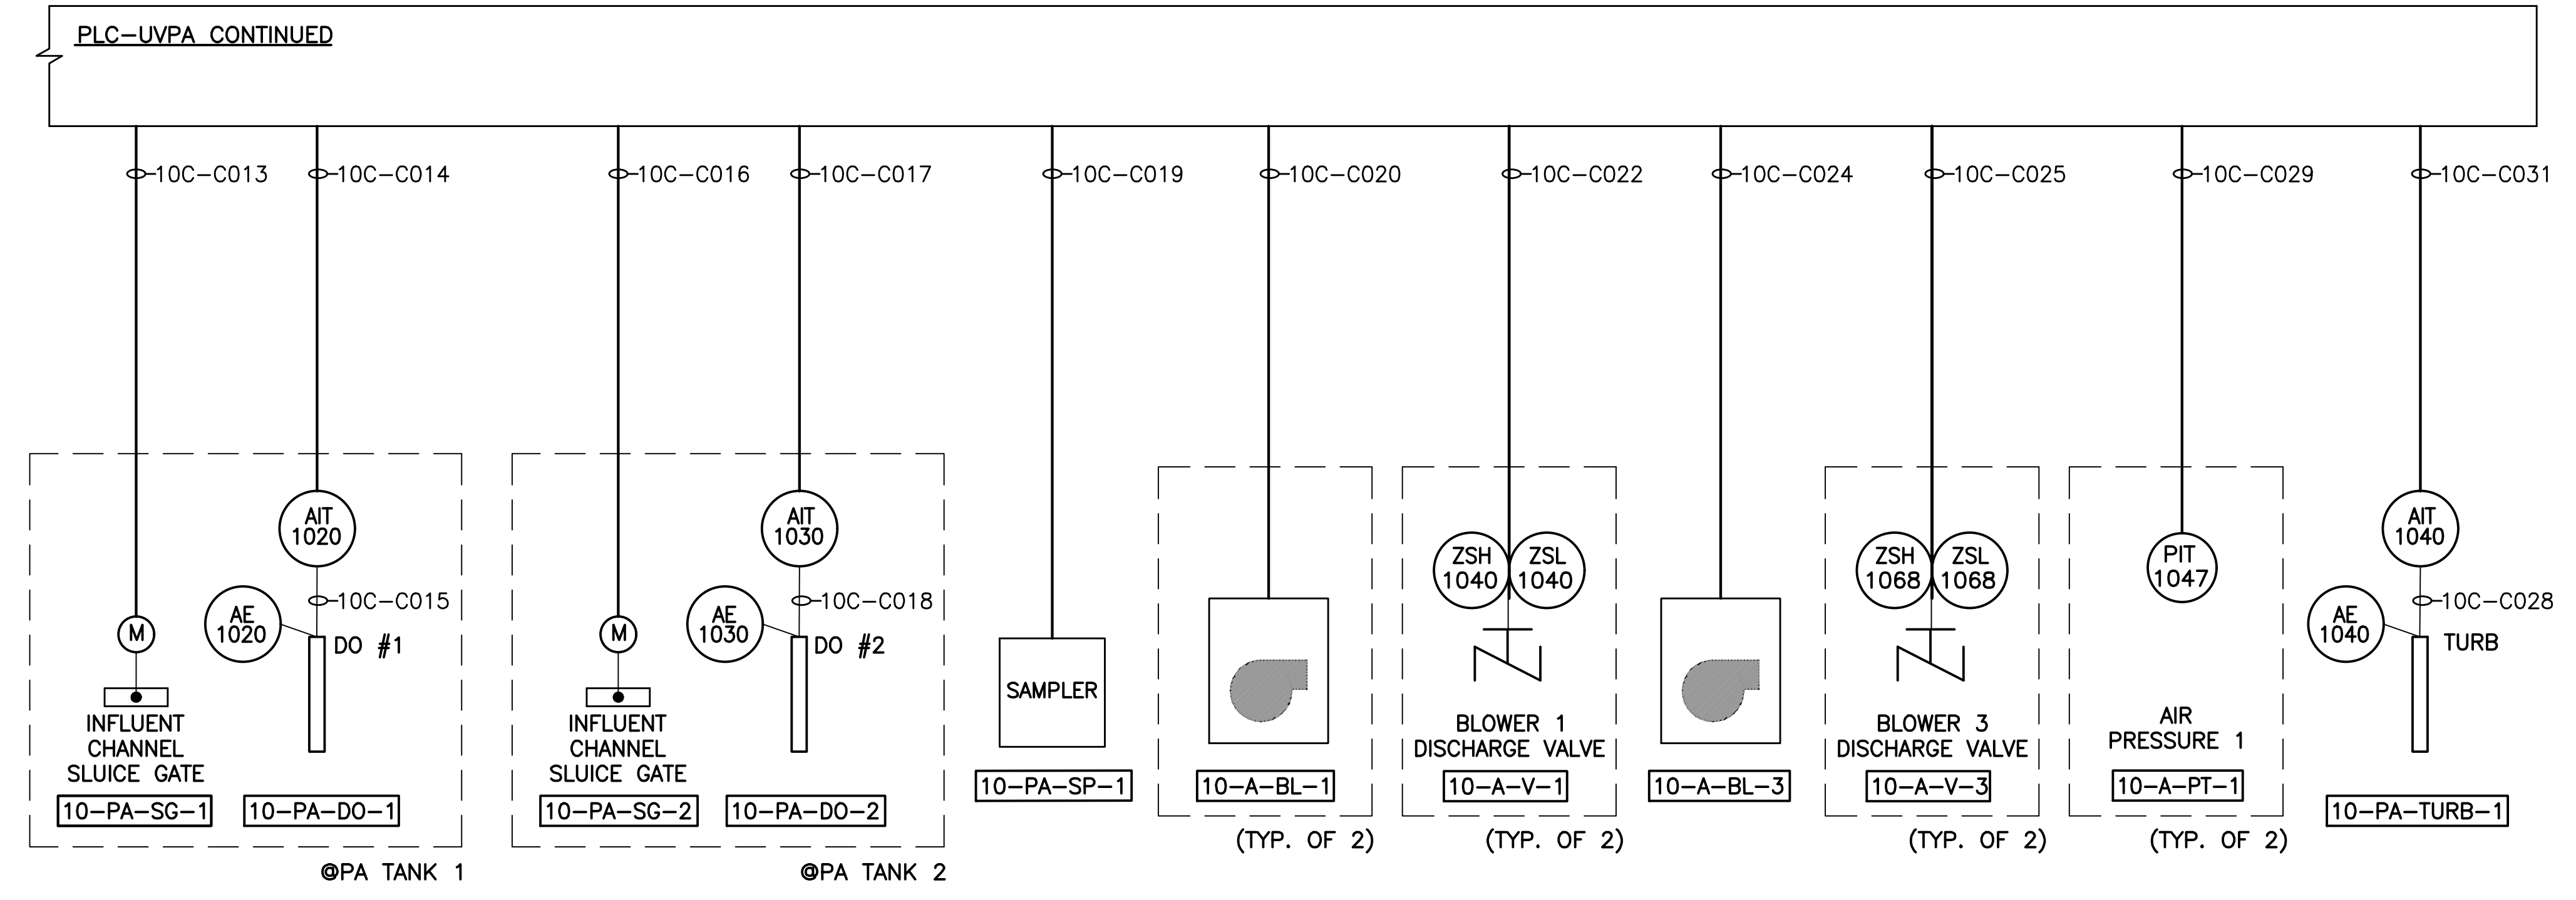 PLC-UVPA CONTINUED
10C-C013
10C-C014
10C-C016
10C-C017
10C-C019
10C-C020
10C-C022
10C-C024
10C-C025
10C-C029
10C-C031
AIT
1020
AE
1020
10C-C015
M
DO #1
INFLUENT
CHANNEL
SLUICE GATE
10-PA-SG-1
10-PA-DO-1
@PA TANK 1
AIT
1030
AE
1030
10C-C018
M
DO #2
INFLUENT
CHANNEL
SLUICE GATE
10-PA-SG-2
10-PA-DO-2
@PA TANK 2
SAMPLER
10-PA-SP-1
10-A-BL-1
(TYP. OF 2)
ZSH
1040
ZSL
1040
BLOWER 1
DISCHARGE VALVE
10-A-V-1
(TYP. OF 2)
10-A-BL-3
ZSH
1068
ZSL
1068
BLOWER 3
DISCHARGE VALVE
10-A-V-3
(TYP. OF 2)
PIT
1047
AIR
PRESSURE 1
10-A-PT-1
(TYP. OF 2)
AIT
1040
AE
1040
10C-C028
TURB
10-PA-TURB-1